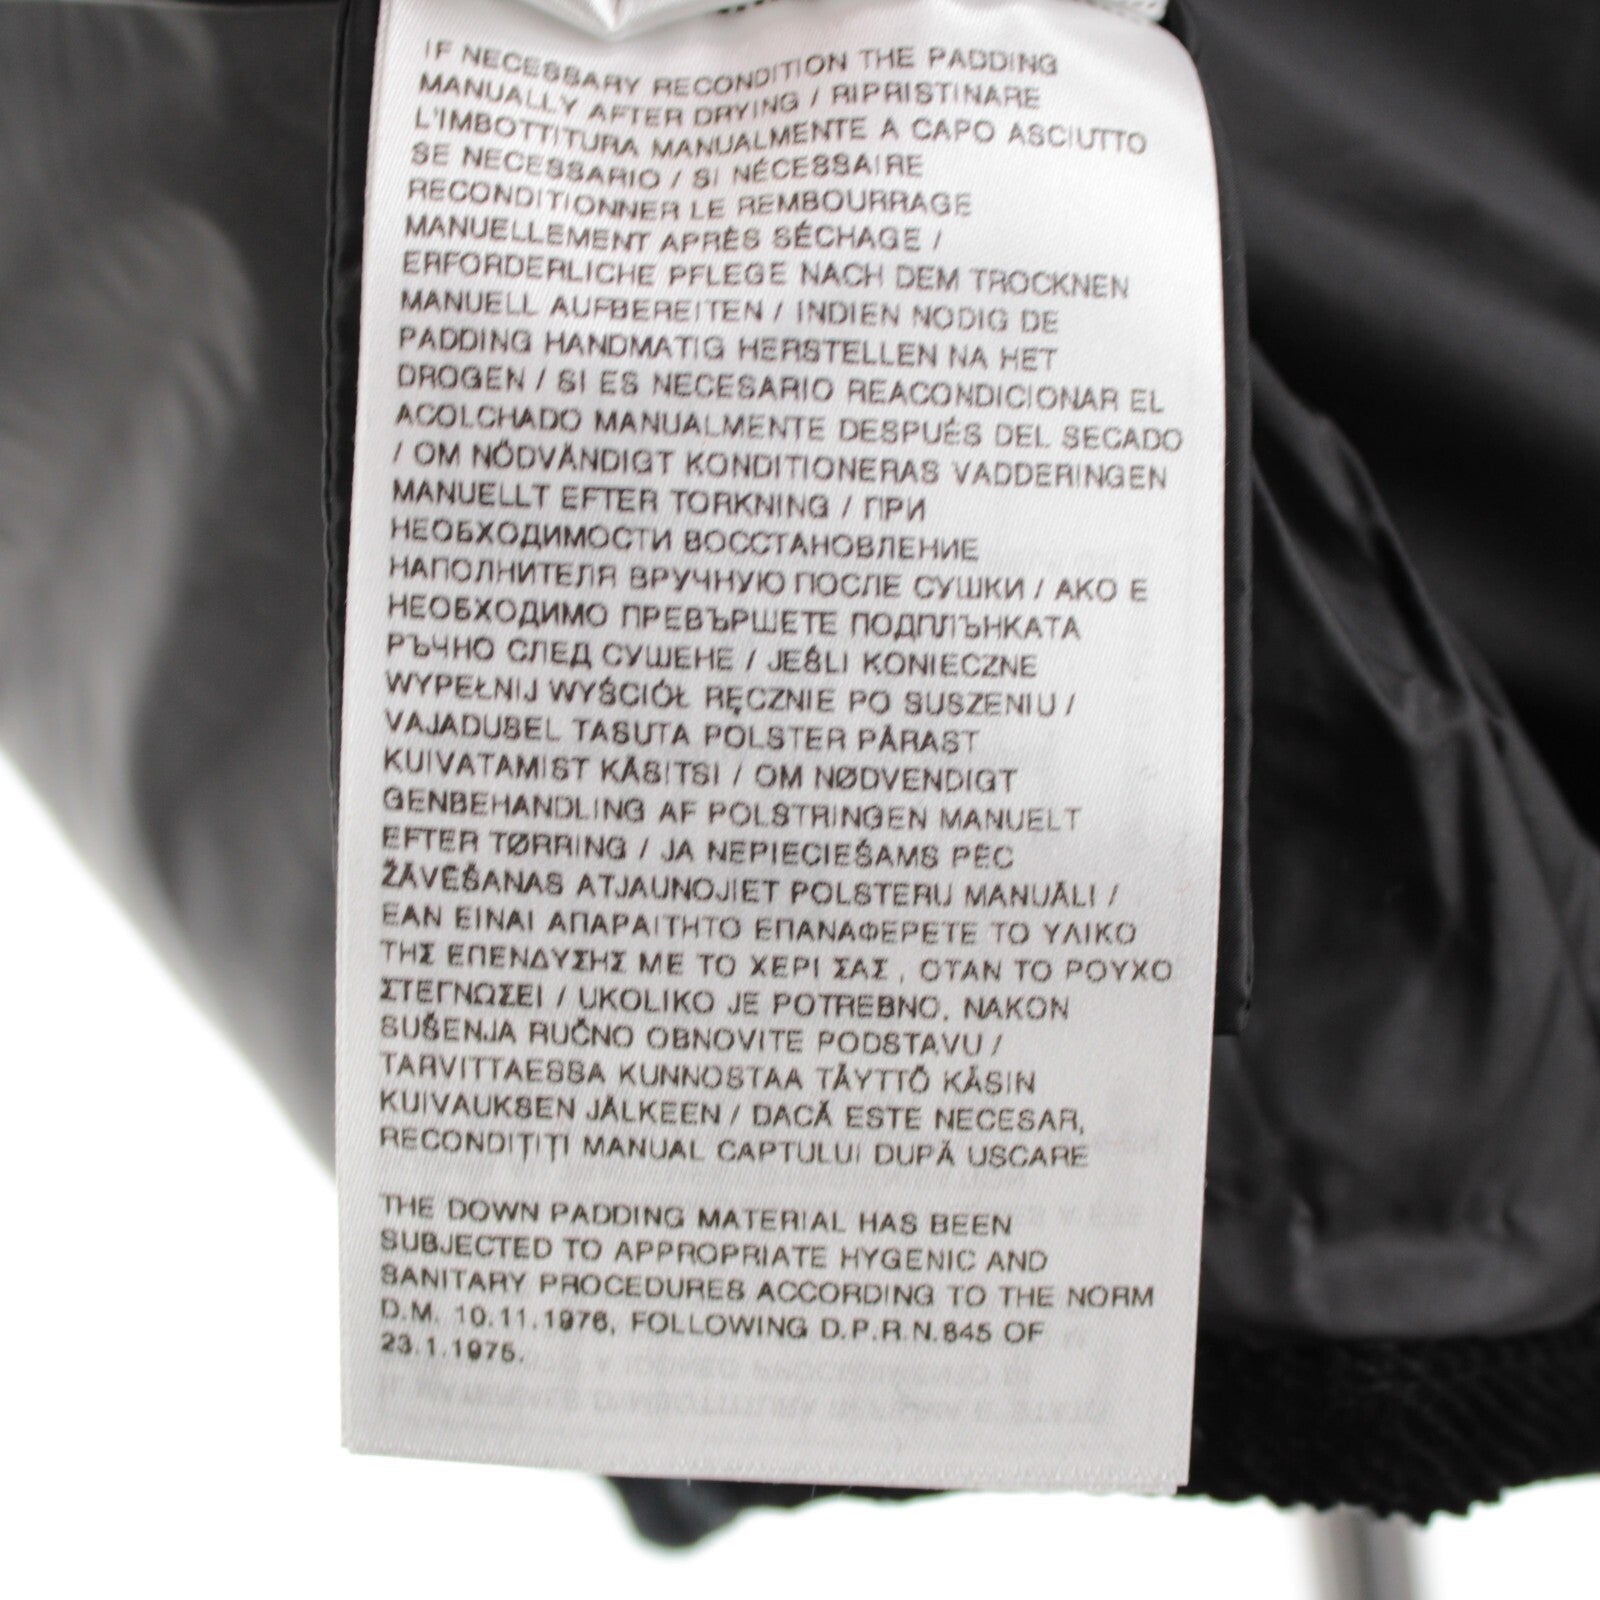 IF NECESSARY RECONDITION THE PADDING
MANUALLY AFTER DRYING / RIPRISTINARE
L'IMBOTTITURA MANUALMENTE A CAPO ASCIUTTO
SE NECESSARIO / SI NÉCESSAIRE
RECONDITIONNER LE REMBOURRAGE
MANUELLEMENT APRÈS SÉCHAGE /
ERFORDERLICHE PFLEGE NACH DEM TROCKNEN
MANUELL AUFBEREITEN / INDIEN NODIG DE
PADDING HANDMATIG HERSTELLEN NA HET
DROGEN / SI ES NECESARIO REACONDICIONAR EL
ACOLCHADO MANUALMENTE DESPUÉS DEL SECADO
/ OM NÖDVÄNDIGT KONDITIONERAS VADDERINGEN
MANUELLT EFTER TORKNING / ПРИ
НЕОБХОДИМОСТИ ВОССТАНОВЛЕНИЕ
НАПОЛНИТЕЛЯ ВРУЧНУЮ ПОСЛЕ СУШКИ / АКО Е
НЕОБХОДИМО ПРЕВЪРШЕТЕ ПОДПЛЪНКАТА
РЪЧНО СЛЕД СУШЕНЕ / JEŚLI KONIECZNE
WYPEŁNIJ WYŚCIÓŁ RĘCZNIE PO SUSZENIU /
VAJADUSEL TASUTA POLSTER PÄRAST
KUIVATAMIST KÄSITSI / OM NØDVENDIGT
GENBEHANDLING AF POLSTRINGEN MANUELT
EFTER TØRRING / JA NEPIECIEŠAMS PĒC
ŽĀVĒŠANAS ATJAUNOJIET POLSTERU MANUĀLI /
ΕΑΝ ΕΙΝΑΙ ΑΠΑΡΑΙΤΗΤΟ ΕΠΑΝΑΦΕΡΕΤΕ ΤΟ ΥΛΙΚΟ
ΤΗΣ ΕΠΕΝΔΥΣΗΣ ΜΕ ΤΟ ΧΕΡΙ ΣΑΣ , ΟΤΑΝ ΤΟ ΡΟΥΧΟ
ΣΤΕΓΝΩΣΕΙ / UKOLIKO JE POTREBNO, NAKON
SUŠENJA RUČNO OBNOVITE PODSTAVU /
TARVITTAESSA KUNNOSTAA TÄYTTÖ KÄSIN
KUIVAUKSEN JÄLKEEN / DACĂ ESTE NECESAR,
RECONDIȚIȚI MANUAL CAPTULUI DUPĂ USCARE
THE DOWN PADDING MATERIAL HAS BEEN
SUBJECTED TO APPROPRIATE HYGENIC AND
SANITARY PROCEDURES ACCORDING TO THE NORM
D.M. 10.11.1976, FOLLOWING D.P.R.N.845 OF
23.1.1975.